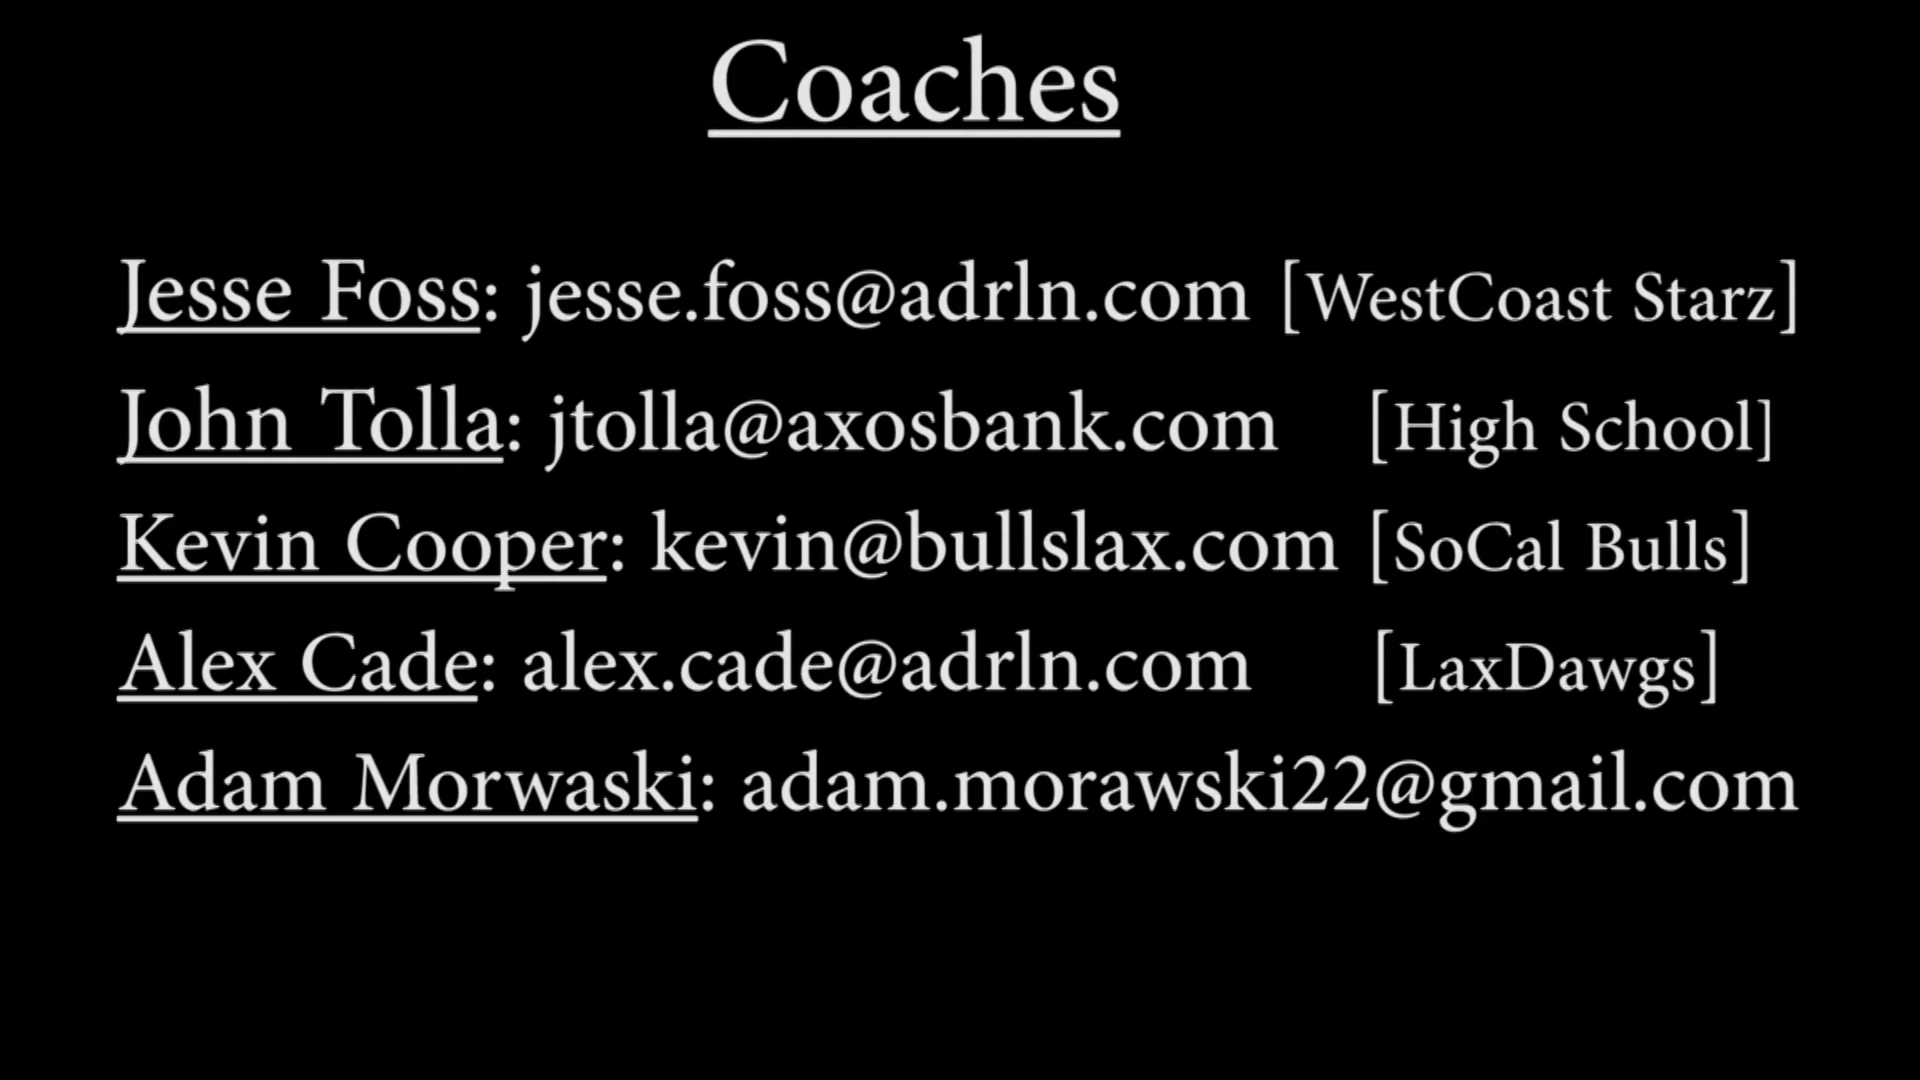 Coaches
Jesse Foss: jesse.foss@adrln.com [WestCoast Starz]
John Tolla: jtolla@axosbank.com [High School]
Kevin Cooper: kevin@bullslax.com [SoCal Bulls]
Alex Cade: alex.cade@adrln.com [LaxDawgs]
Adam Morwaski: adam.morawski22@gmail.com